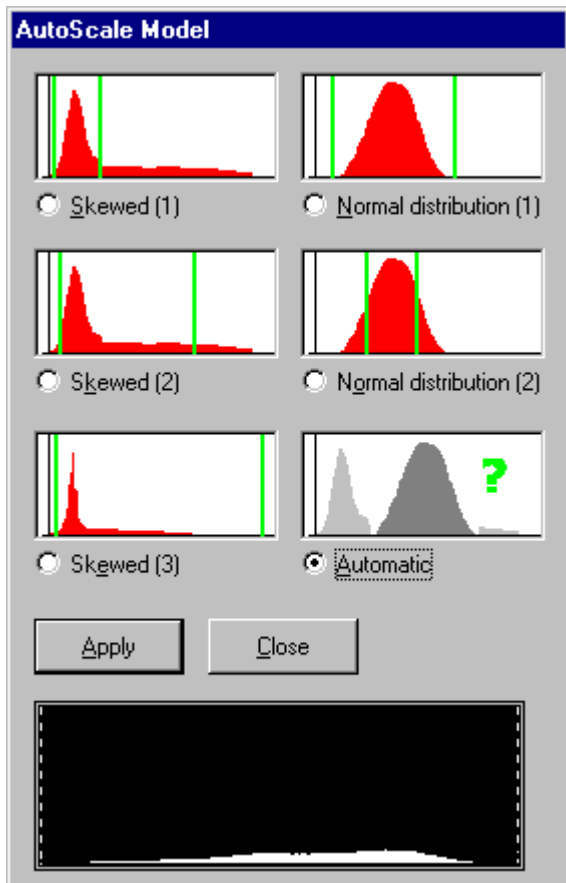 AutoScale Model
Skewed (1)
Normal distribution (1)
Skewed (2)
Normal distribution (2)
?
Skewed (3)
Automatic
Apply
Close